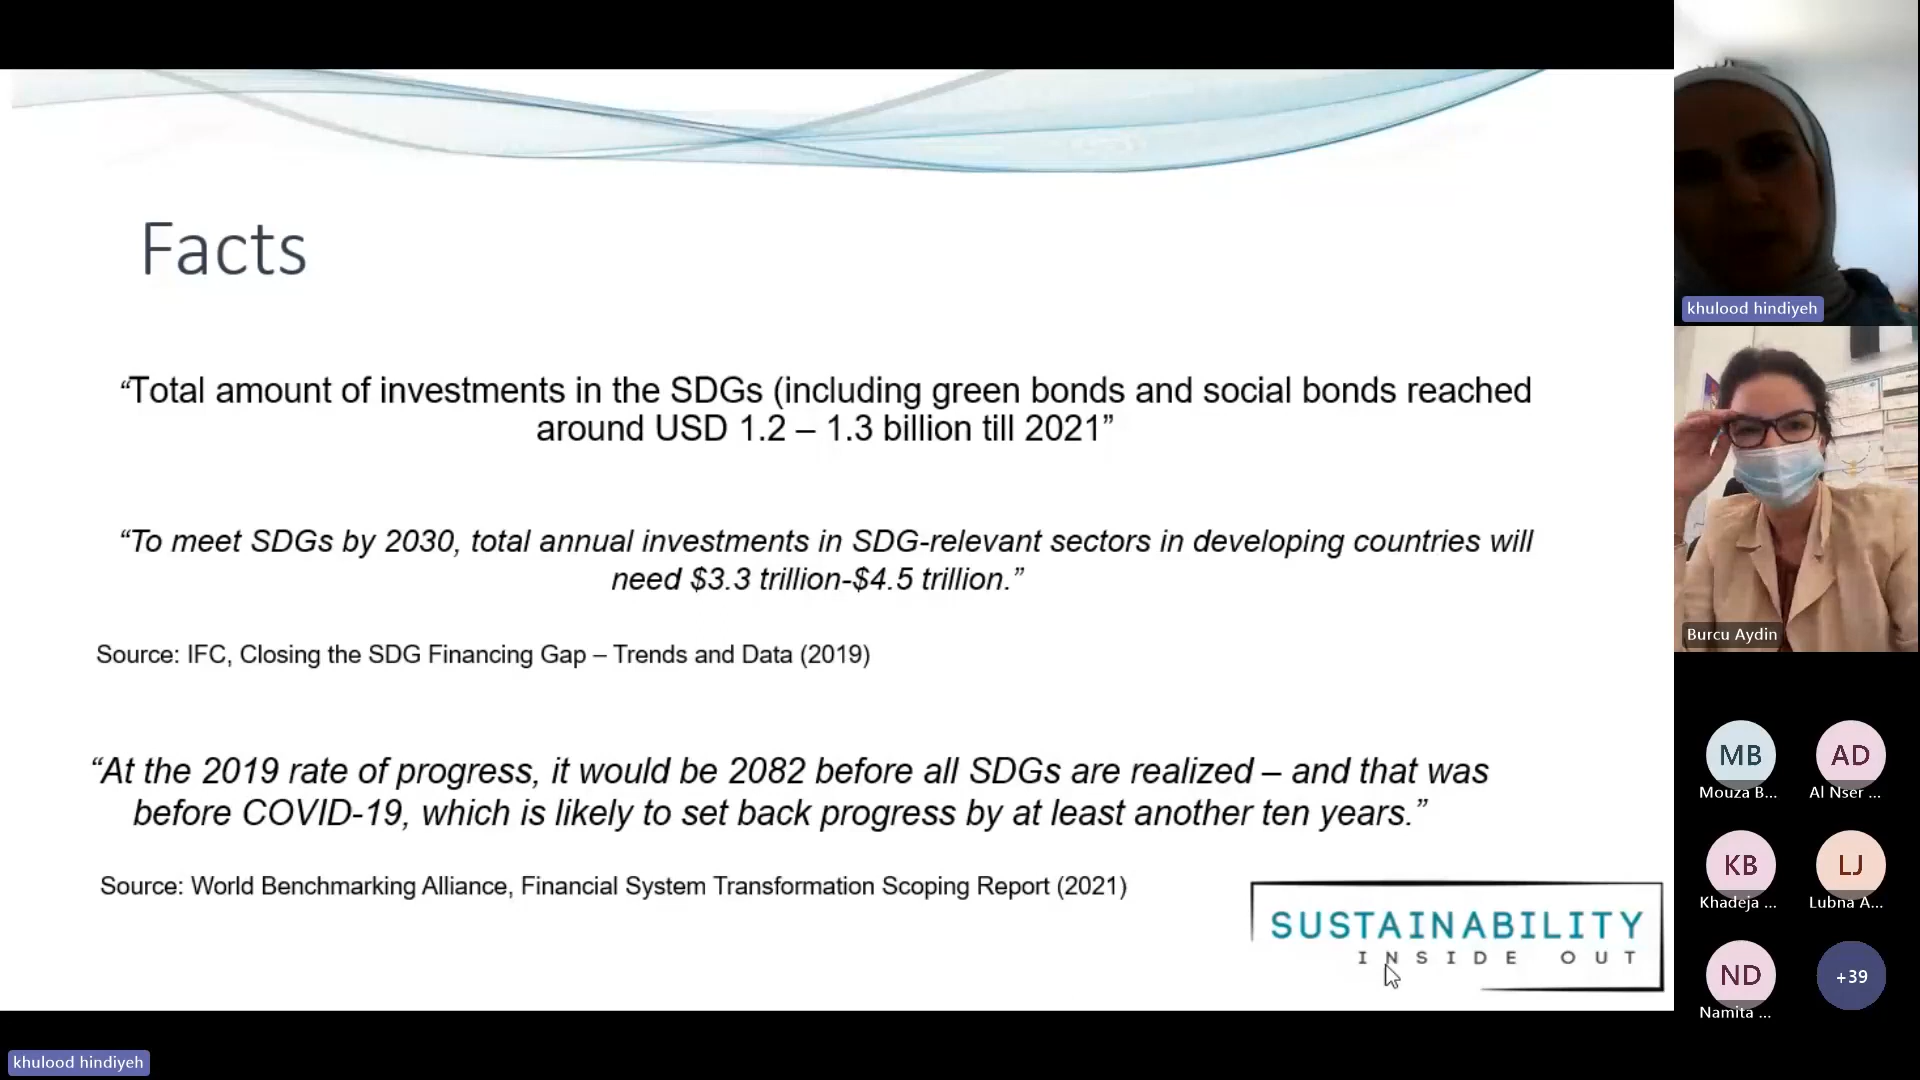 Facts
“Total amount of investments in the SDGs (including green bonds and social bonds reached
around USD 1.2 – 1.3 billion till 2021”
“To meet SDGs by 2030, total annual investments in SDG-relevant sectors in developing countries will
need $3.3 trillion-$4.5 trillion.”
Source: IFC, Closing the SDG Financing Gap – Trends and Data (2019)
“At the 2019 rate of progress, it would be 2082 before all SDGs are realized – and that was
before COVID-19, which is likely to set back progress by at least another ten years.”
Source: World Benchmarking Alliance, Financial System Transformation Scoping Report (2021)
SUSTAINABILITY
INSIDE OUT
khulood hindiyeh
khulood hindiyeh
Burcu Aydin
MB
Mouza B...
AD
Al Nser ...
KB
Khadeja ...
LJ
Lubna A...
ND
Namita ...
+39